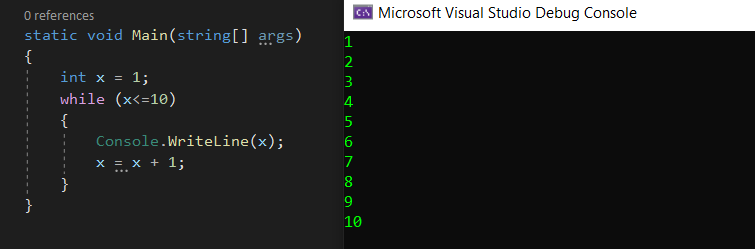 0 references
static void Main(string[] args)
{
int x = 1;
while (x<=10)
{
Console.WriteLine(x);
x = x + 1;
}
}
C:\ Microsoft Visual Studio Debug Console
1
2
3
4
5
6
7
8
9
10